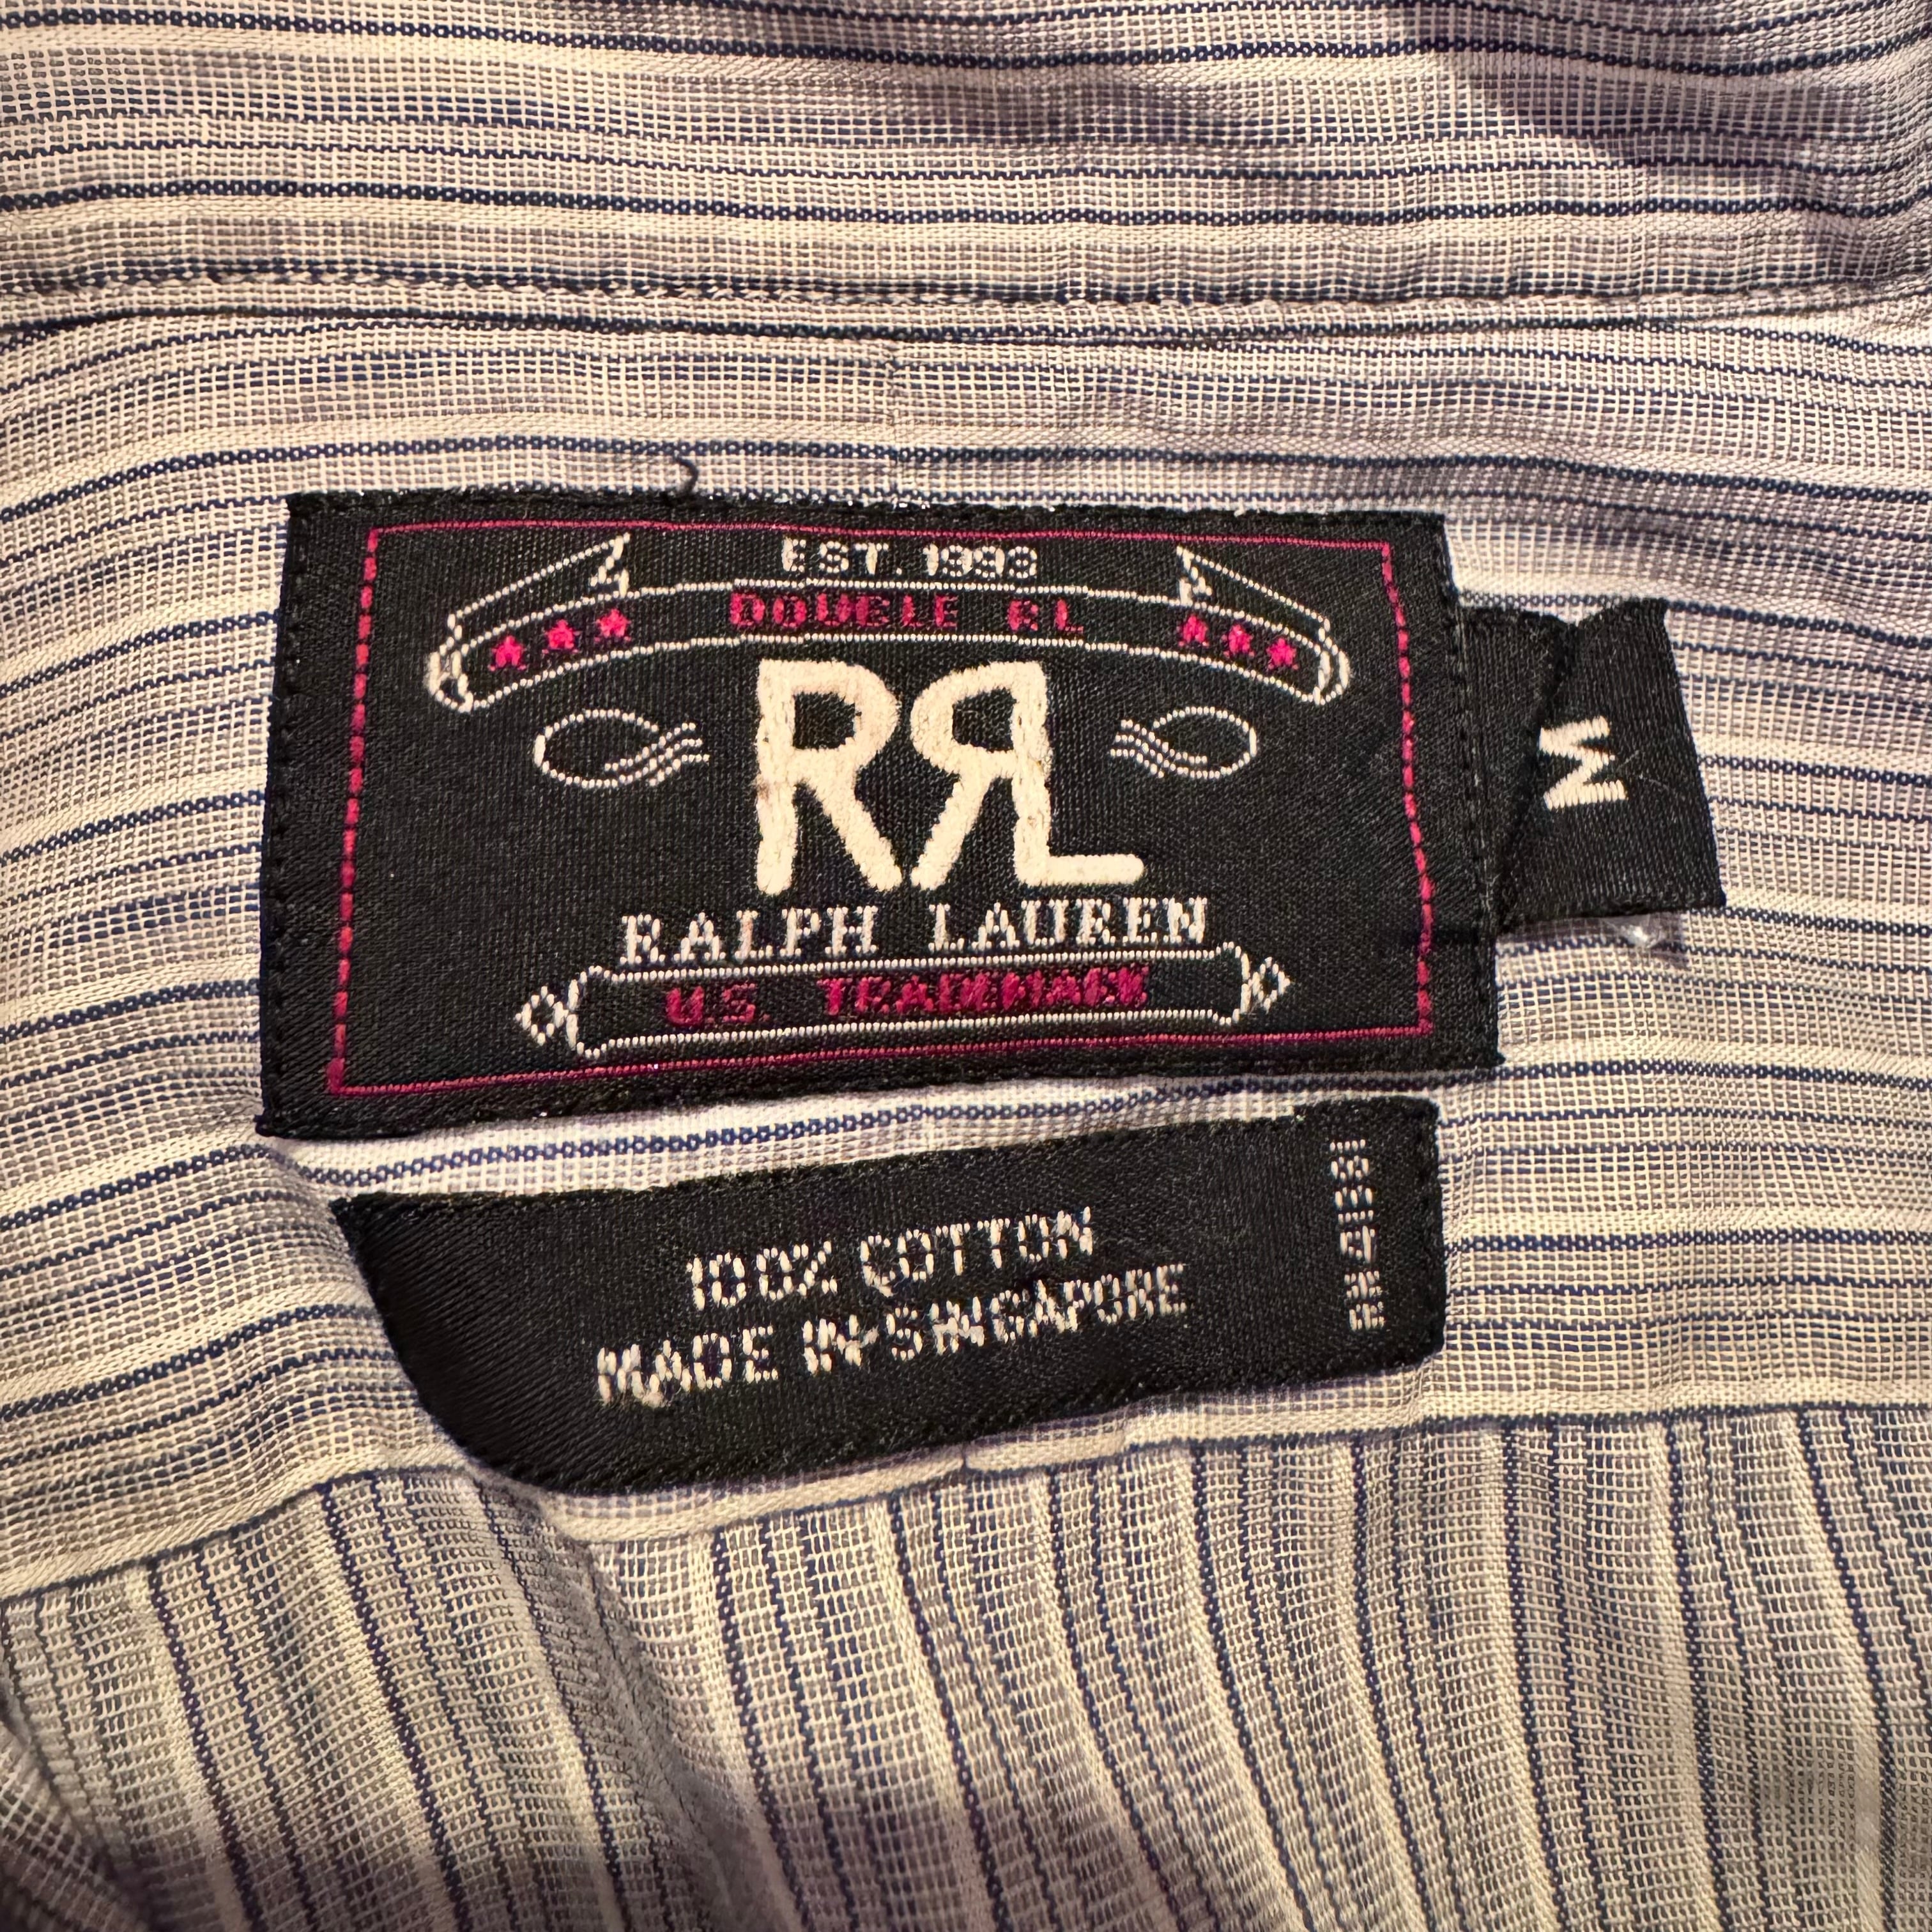 EST. 1993
DOUBLE RL
RRL
RALPH LAUREN
U.S. TRADEMARK
M
100% COTTON
MADE IN SINGAPORE